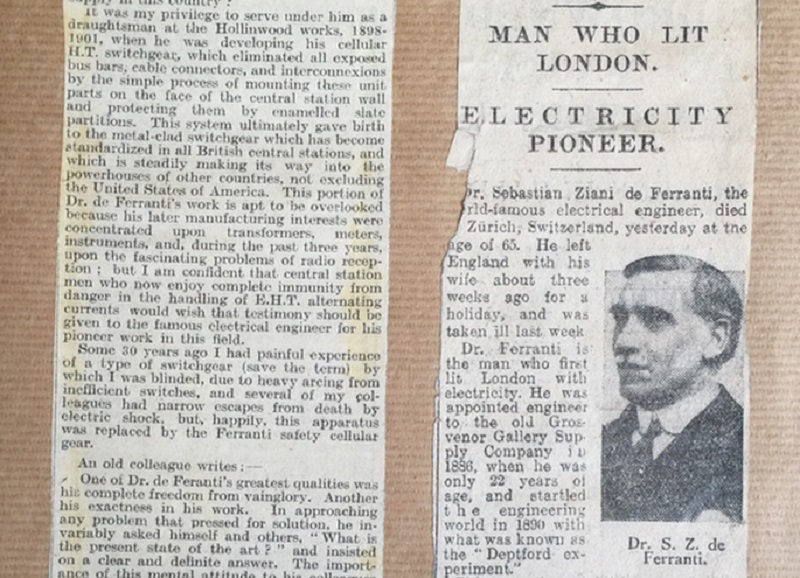 supply in this country ?
It was my privilege to serve under him as a
draughtsman at the Hollinwood works, 1898-
1901, when he was developing his cellular
H.T. switchgear, which eliminated all exposed
bus bars, cable connectors, and interconnexions
by the simple process of mounting these unit
parts on the face of the central station wall
and protecting them by enamelled slate
partitions. This system ultimately gave birth
to the metal-clad switchgear which has become
standardized in all British central stations, and
which is steadily making its way into the
powerhouses of other countries, not excluding
the United States of America. This portion of
Dr. de Ferranti's work is apt to be overlooked
because his later manufacturing interests were
concentrated upon transformers, meters,
instruments, and, during the past three years,
upon the fascinating problems of radio recep-
tion ; but I am confident that central station
men who now enjoy complete immunity from
danger in the handling of E.H.T. alternating
currents would wish that testimony should be
given to the famous electrical engineer for his
pioneer work in this field.
Some 30 years ago I had painful experience
of a type of switchgear (save the term) by
which I was blinded, due to heavy arcing from
inefficient switches, and several of my col-
leagues had narrow escapes from death by
electric shock, but, happily, this apparatus
was replaced by the Ferranti safety cellular
gear.
An old colleague writes :—
One of Dr. de Feranti's greatest qualities was
his complete freedom from vainglory. Another
his exactness in his work. In approaching
any problem that pressed for solution, he in-
variably asked himself and others, "What is
the present state of the art ?" and insisted
on a clear and definite answer. The import-
ance of this mental attitude to his colleagues
MAN WHO LIT
LONDON.
ELECTRICITY
PIONEER.
r. Sebastian Ziani de Ferranti, the
rld-famous electrical engineer, died
Zürich, Switzerland, yesterday at the
age of 65. He left
England with his
wife about three
weeks ago for a
holiday, and was
taken ill last week
Dr. Ferranti is
the man who first
lit London with
electricity. He was
appointed engineer
to the old Gros-
venor Gallery Sup-
ply Company in
1886, when he was
only 22 years of
age, and startled
the engineering
world in 1890 with
what was known as
the "Deptford ex-
periment."
Dr. S. Z. de
Ferranti.